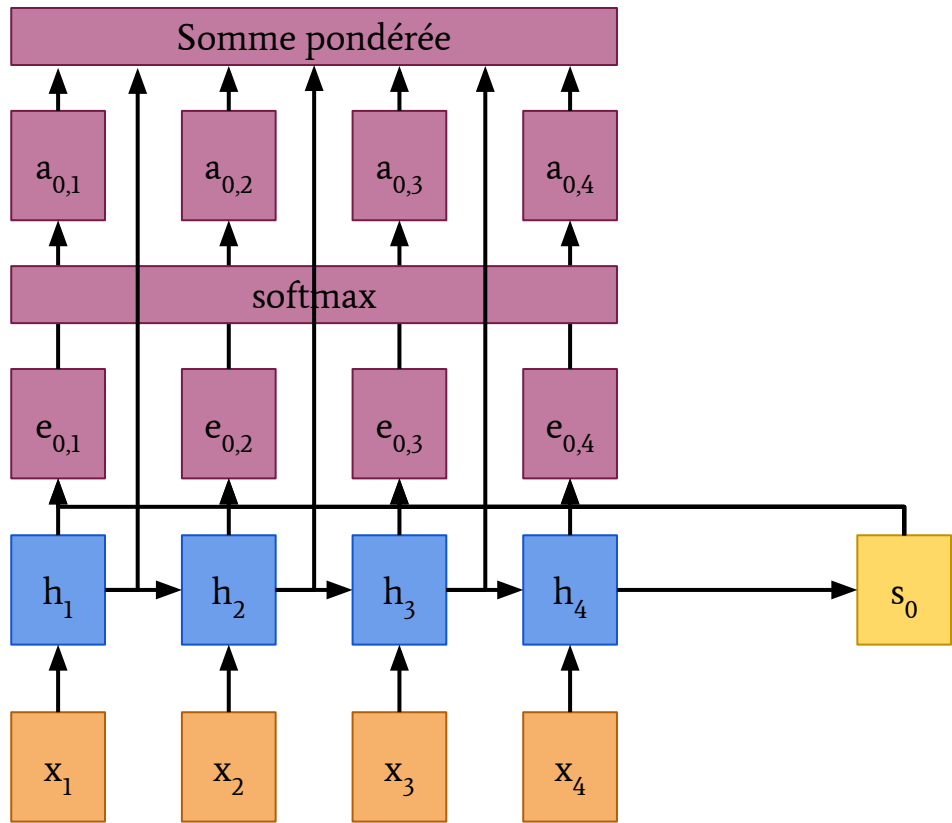 Somme pondérée
a0,1 a0,2 a0,3 a0,4
softmax
e0,1 e0,2 e0,3 e0,4
h1 h2 h3 h4 s0
x1 x2 x3 x4